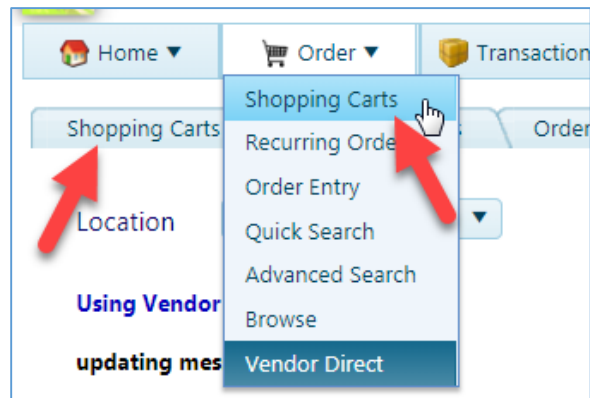 Home ▼ Order ▼ Transaction
Shopping Carts
Recurring Orde
Order Entry
Quick Search
Advanced Search
Browse
Vendor Direct
Shopping Carts Order
Location ▼
Using Vendor
updating mes